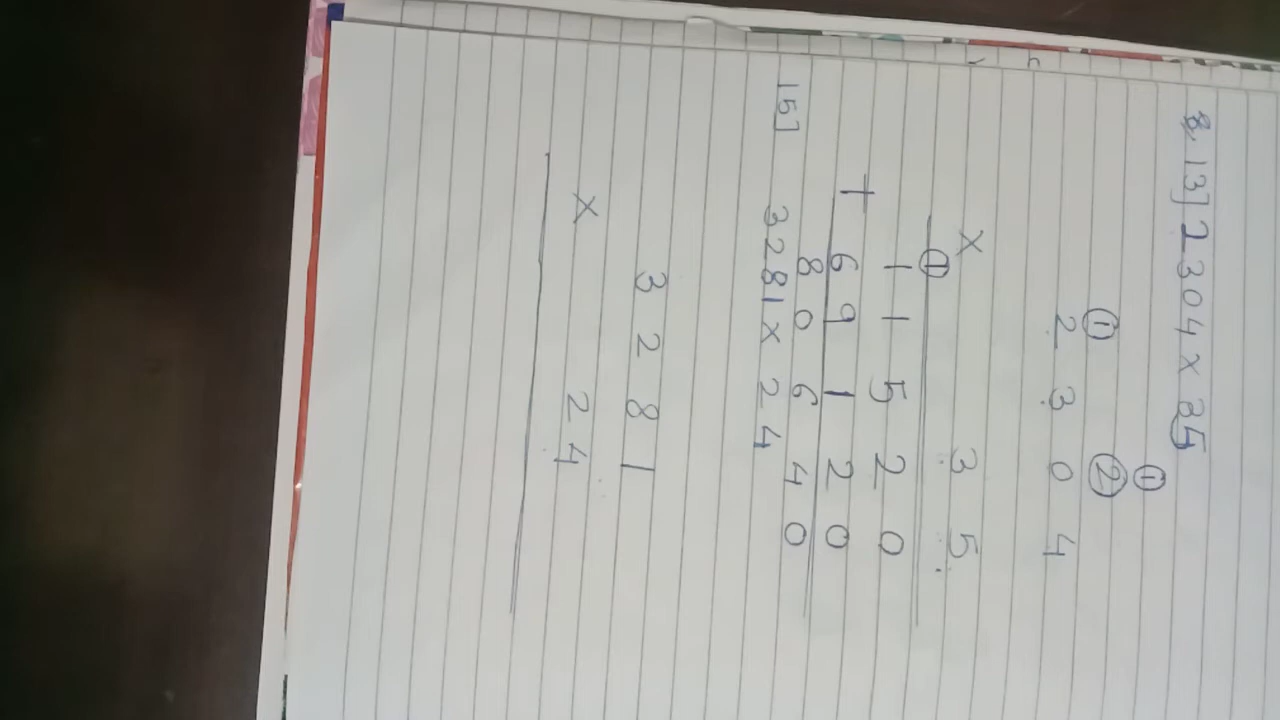 13] 2304 × 35
①
① ②
2 3 0 4
× 3 5
①
1 1 5 2 0
+ 6 9 1 2 0
8 0 6 4 0
15] 3281 × 24
3 2 8 1
× 2 4